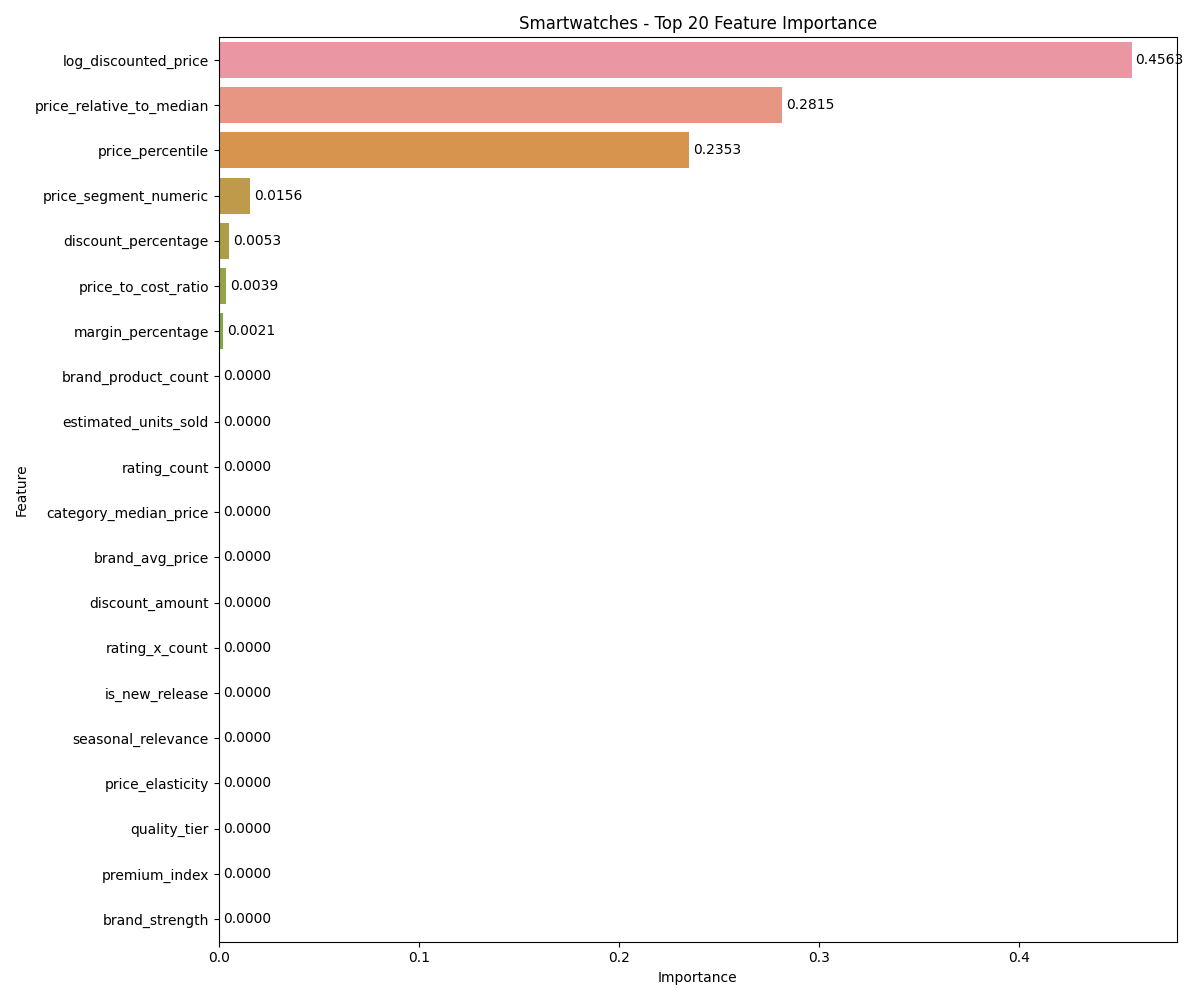 Smartwatches - Top 20 Feature Importance
log_discounted_price 0.4563
price_relative_to_median 0.2815
price_percentile 0.2353
price_segment_numeric 0.0156
discount_percentage 0.0053
price_to_cost_ratio 0.0039
margin_percentage 0.0021
brand_product_count 0.0000
estimated_units_sold 0.0000
rating_count 0.0000
category_median_price 0.0000
brand_avg_price 0.0000
discount_amount 0.0000
rating_x_count 0.0000
is_new_release 0.0000
seasonal_relevance 0.0000
price_elasticity 0.0000
quality_tier 0.0000
premium_index 0.0000
brand_strength 0.0000
Feature
0.0 0.1 0.2 0.3 0.4
Importance